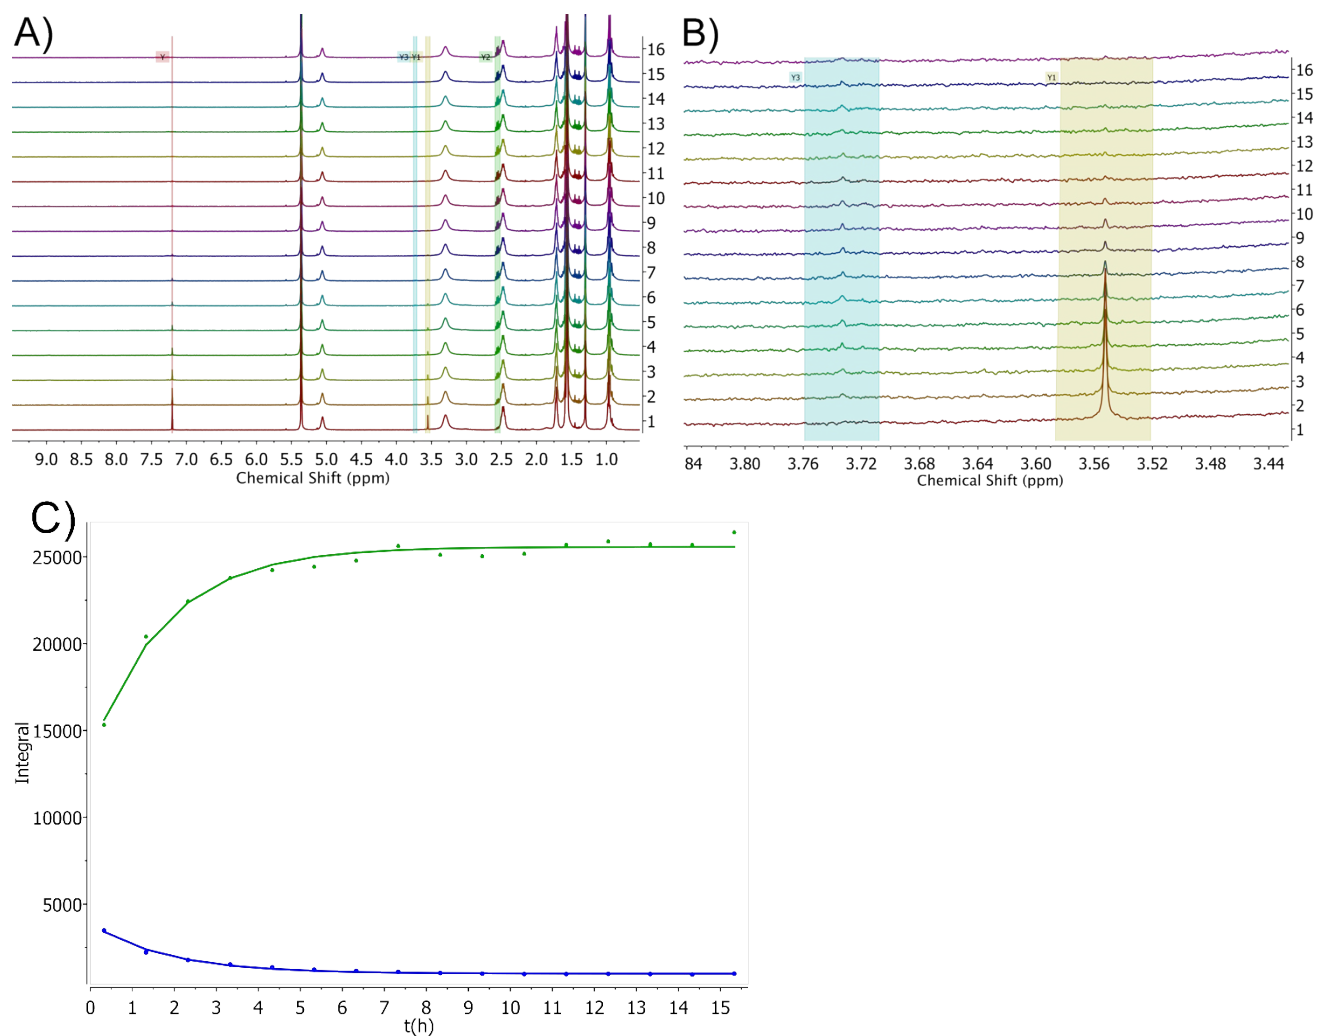 A)
16
Y
Y3 Y1
Y2
15
14
13
12
11
10
9
8
7
6
5
4
3
2
1
9.0 8.5 8.0 7.5 7.0 6.5 6.0 5.5 5.0 4.5 4.0 3.5 3.0 2.5 2.0 1.5 1.0
Chemical Shift (ppm)
B)
16
Y3
Y1
15
14
13
12
11
10
9
8
7
6
5
4
3
2
1
84 3.80 3.76 3.72 3.68 3.64 3.60 3.56 3.52 3.48 3.44
Chemical Shift (ppm)
C)
25000
20000
15000
10000
5000
Integral
0 1 2 3 4 5 6 7 8 9 10 11 12 13 14 15
t(h)